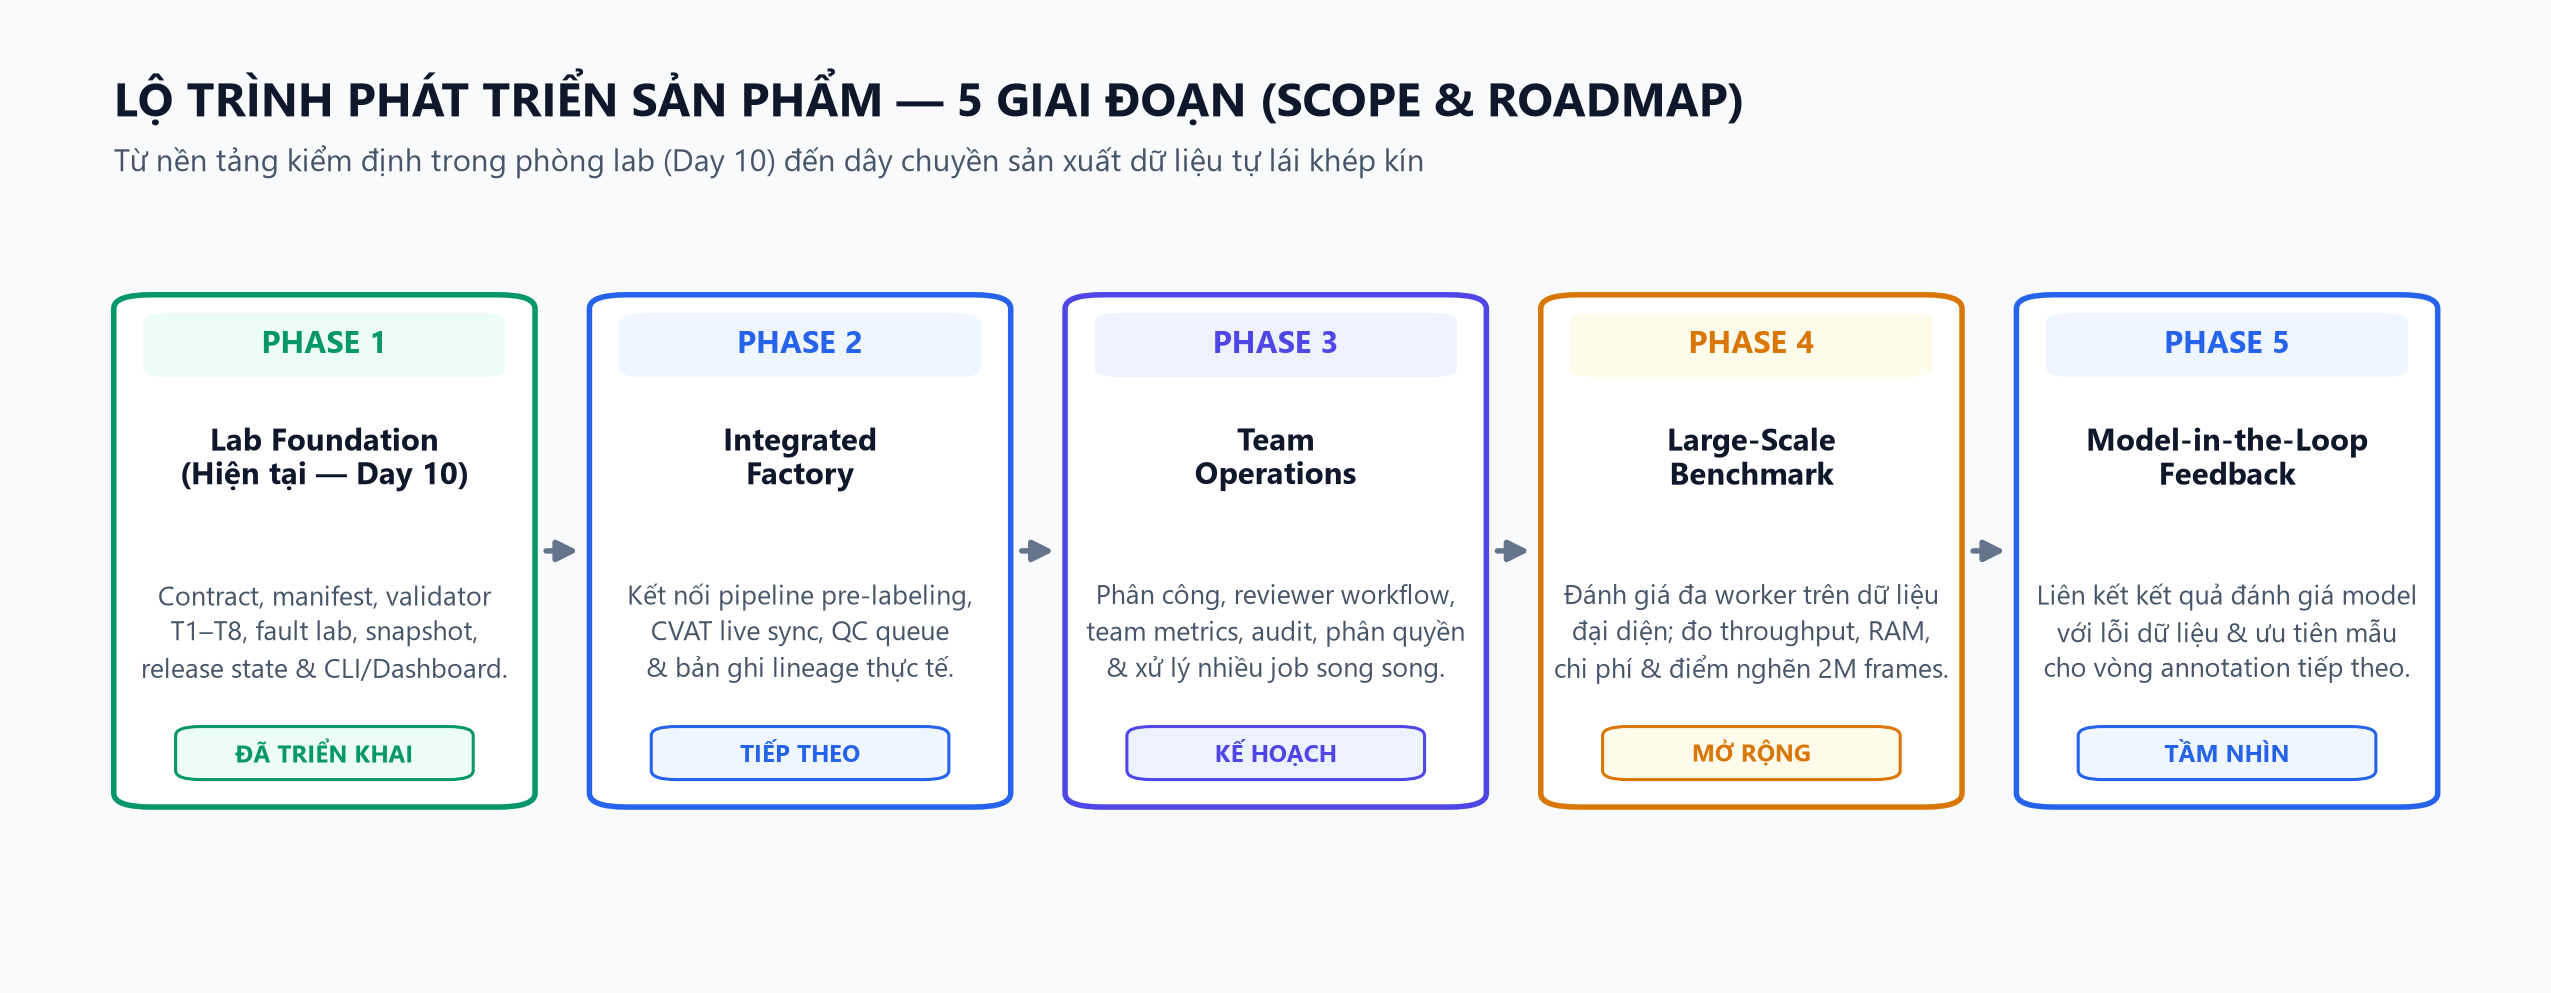 LỘ TRÌNH PHÁT TRIỂN SẢN PHẨM — 5 GIAI ĐOẠN (SCOPE & ROADMAP)
Từ nền tảng kiểm định trong phòng lab (Day 10) đến dây chuyền sản xuất dữ liệu tự lái khép kín
PHASE 1
Lab Foundation
(Hiện tại — Day 10)
Contract, manifest, validator
T1–T8, fault lab, snapshot,
release state & CLI/Dashboard.
ĐÃ TRIỂN KHAI
PHASE 2
Integrated
Factory
Kết nối pipeline pre-labeling,
CVAT live sync, QC queue
& bản ghi lineage thực tế.
TIẾP THEO
PHASE 3
Team
Operations
Phân công, reviewer workflow,
team metrics, audit, phân quyền
& xử lý nhiều job song song.
KẾ HOẠCH
PHASE 4
Large-Scale
Benchmark
Đánh giá đa worker trên dữ liệu
đại diện; đo throughput, RAM,
chi phí & điểm nghẽn 2M frames.
MỞ RỘNG
PHASE 5
Model-in-the-Loop
Feedback
Liên kết kết quả đánh giá model
với lỗi dữ liệu & ưu tiên mẫu
cho vòng annotation tiếp theo.
TẦM NHÌN